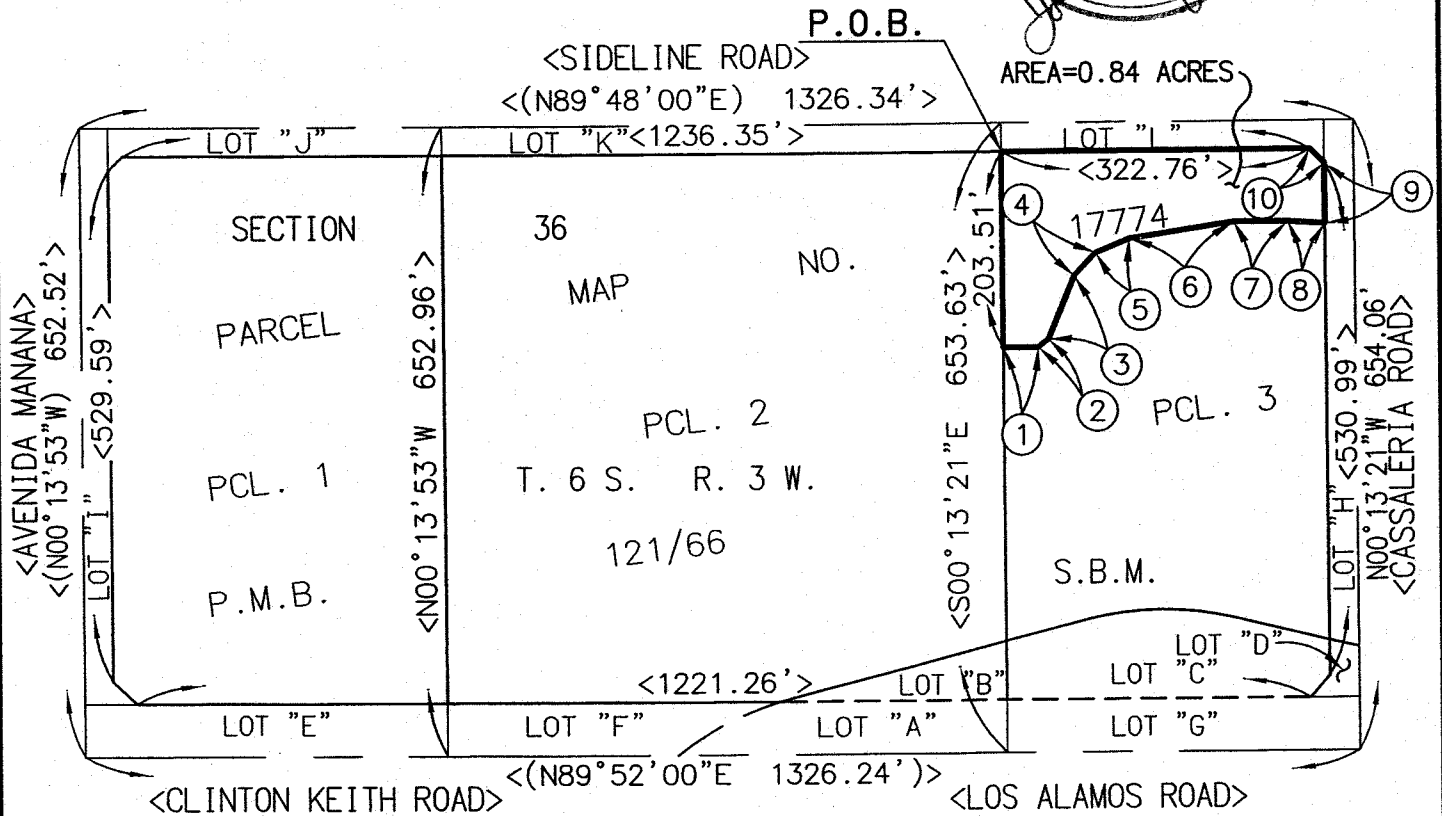 P.O.B.
<SIDELINE ROAD>
AREA=0.84 ACRES
<(N89°48'00"E) 1326.34'>
LOT "J"
LOT "K"
<1236.35'>
LOT "L"
<322.76'>
10
9
4
17774
SECTION
36
MAP
NO.
203.51'
5
6
7
8
<AVENIDA MANANA>
<(N00°13'53"W) 652.52'>
<529.59'>
LOT "I"
PARCEL
<N00°13'53"W 652.96'>
<S00°13'21"E 653.63'>
3
2
1
PCL. 2
PCL. 3
PCL. 1
T. 6 S. R. 3 W.
121/66
P.M.B.
S.B.M.
LOT "H"
<530.99'>
N00°13'21"W 654.06'
<CASSALERIA ROAD>
LOT "D"
<1221.26'>
LOT "B"
LOT "C"
LOT "E"
LOT "F"
LOT "A"
LOT "G"
<(N89°52'00"E 1326.24')>
<CLINTON KEITH ROAD>
<LOS ALAMOS ROAD>